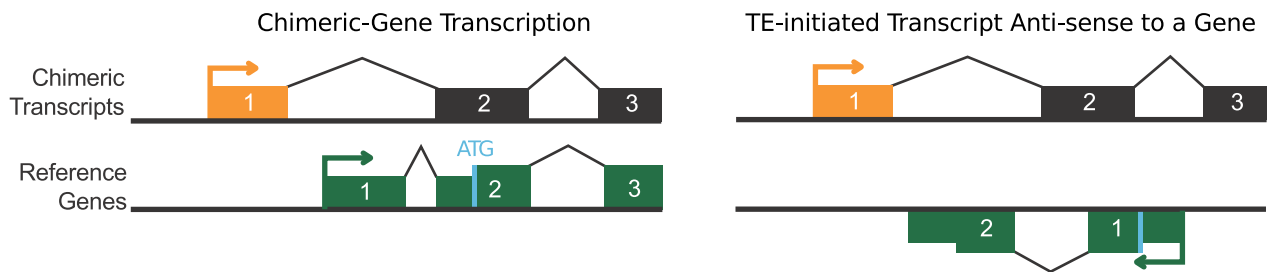 Chimeric-Gene Transcription
Chimeric
Transcripts
1
2
3
ATG
Reference
Genes
1
2
3
TE-initiated Transcript Anti-sense to a Gene
1
2
3
2
1